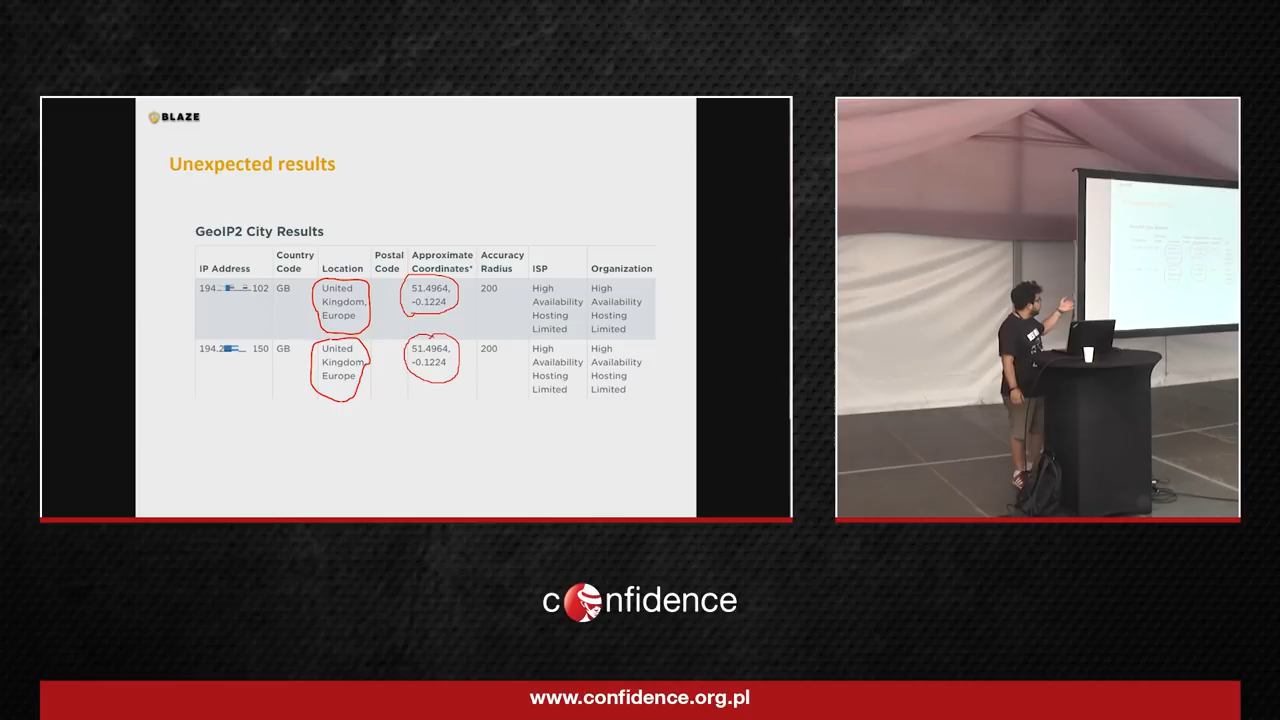 BLAZE
Unexpected results
GeoIP2 City Results
IP Address Country Code Location Postal Code Approximate Coordinates* Accuracy Radius ISP Organization
194. 102 GB United Kingdom, Europe 51.4964, -0.1224 200 High Availability Hosting Limited High Availability Hosting Limited
194.2 150 GB United Kingdom Europe 51.4964, -0.1224 200 High Availability Hosting Limited High Availability Hosting Limited
confidence
www.confidence.org.pl